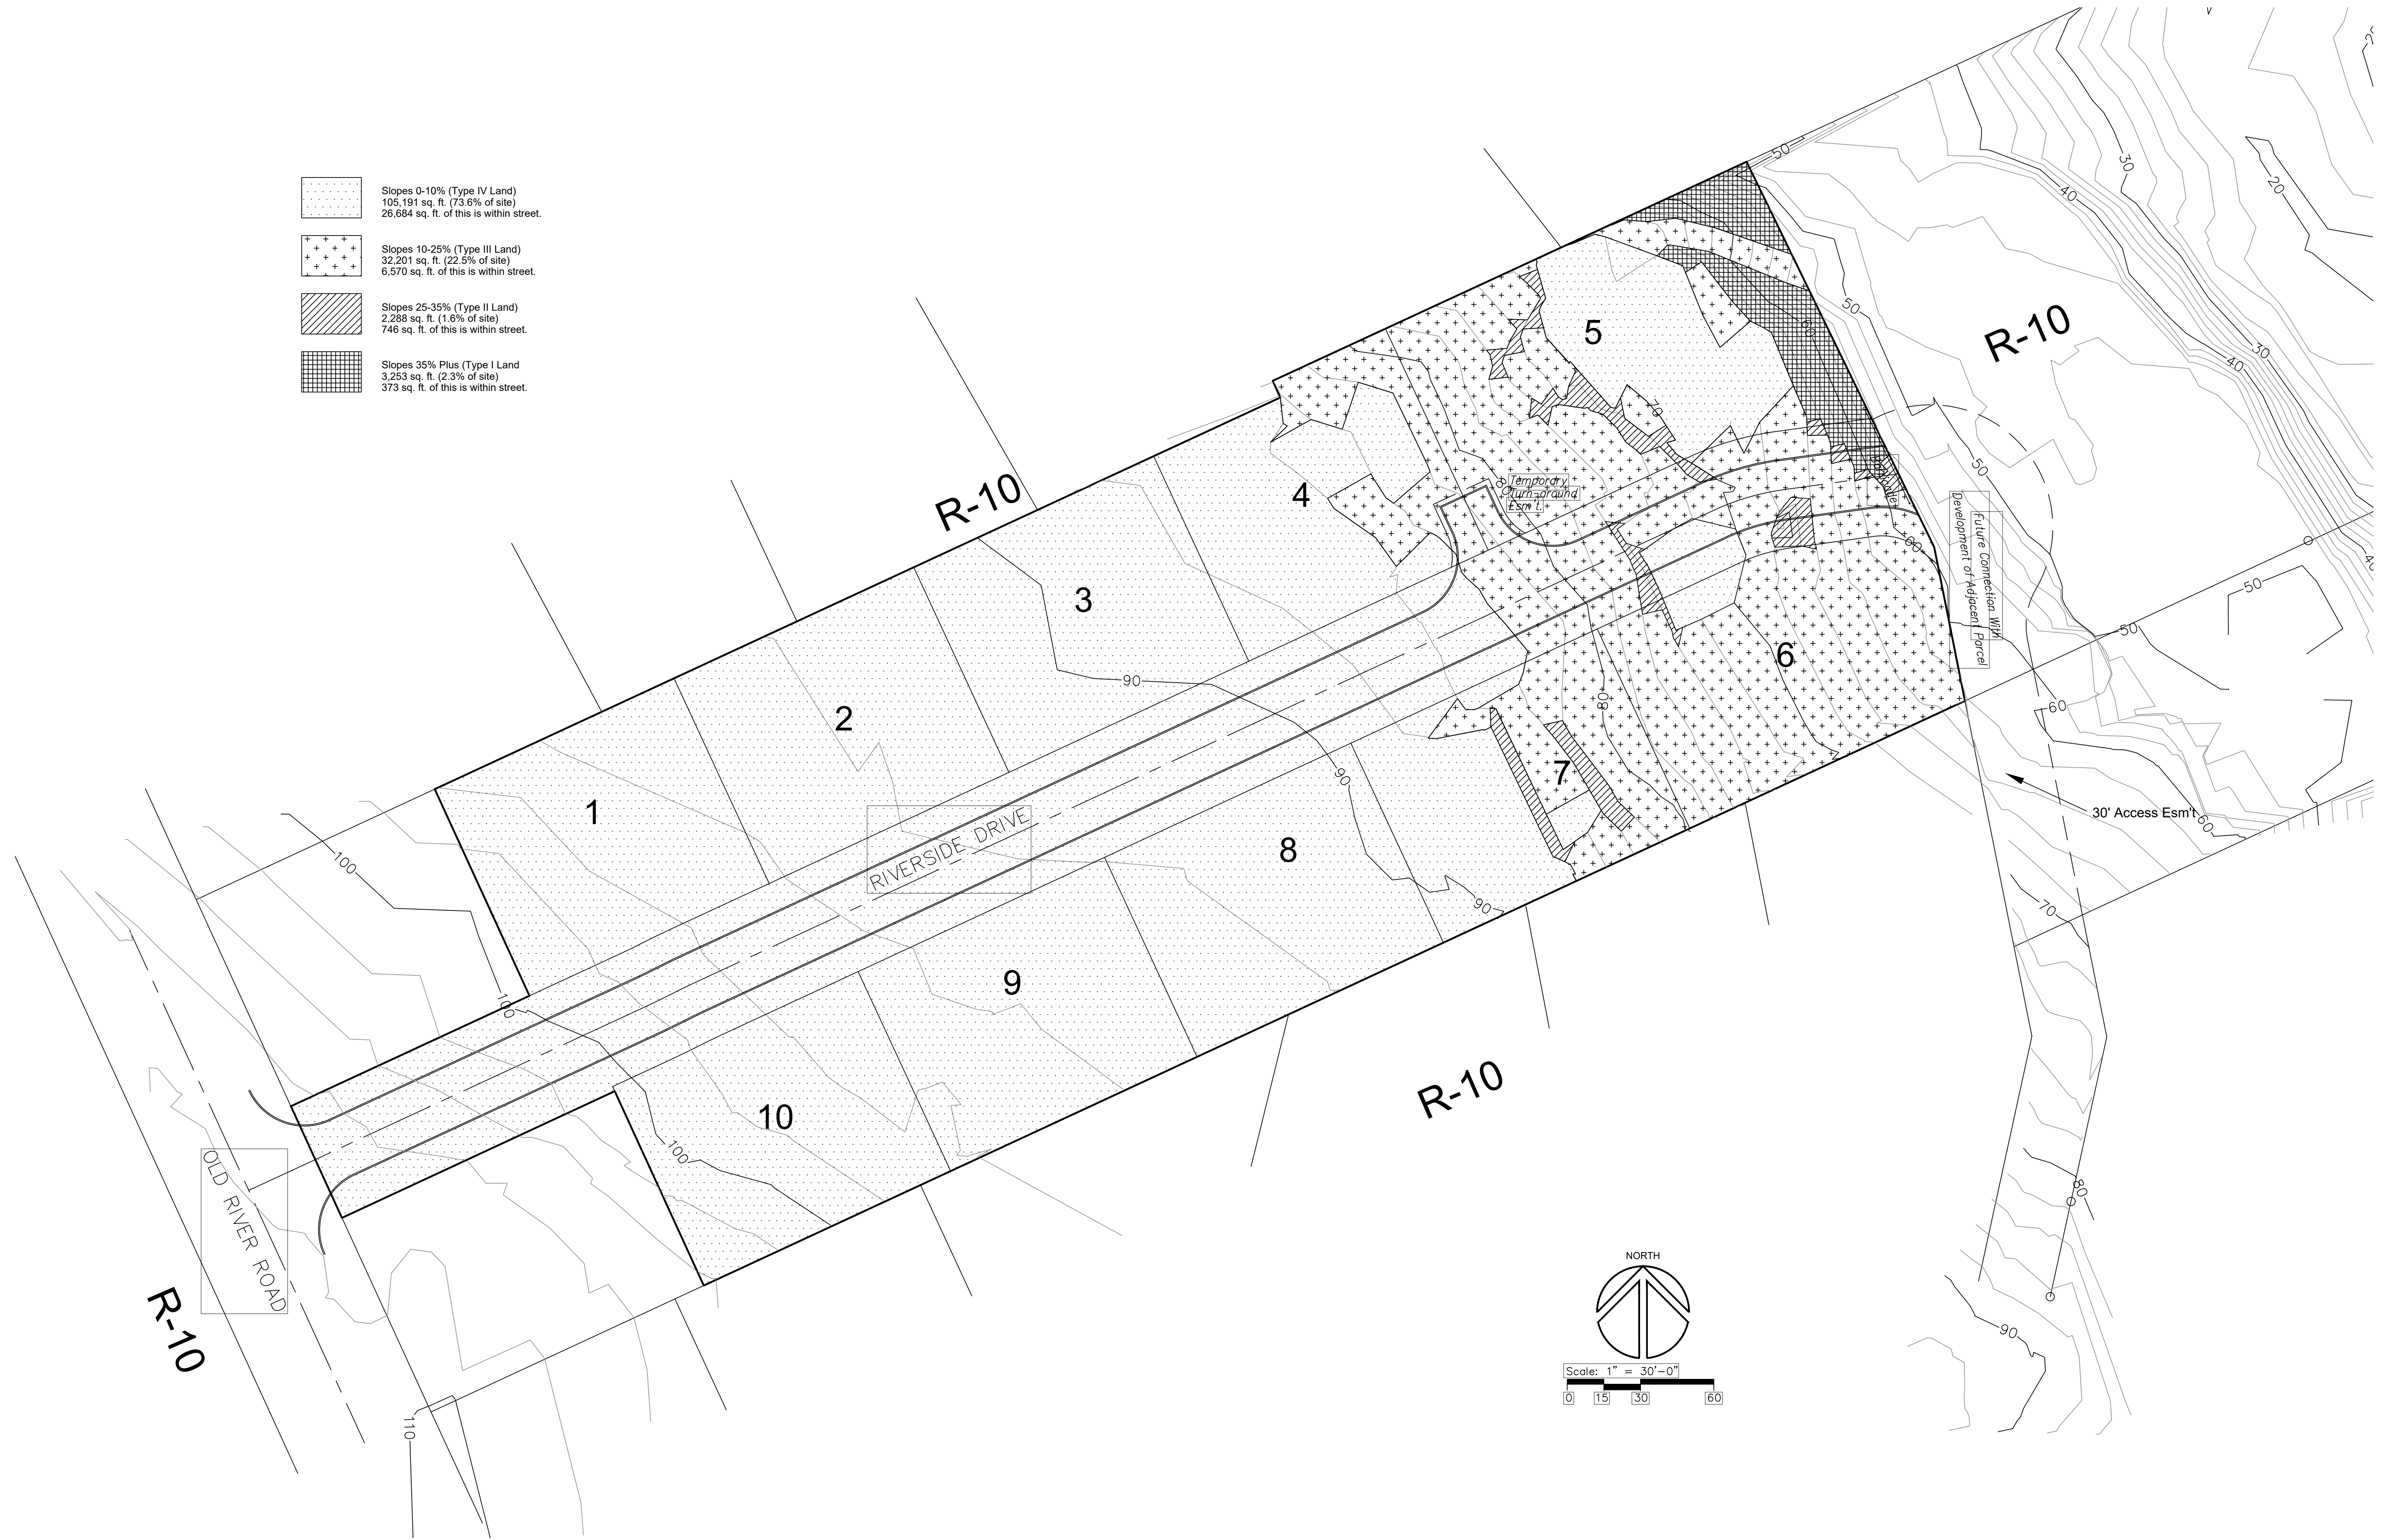 Slopes 0-10% (Type IV Land)
105,191 sq. ft. (73.6% of site)
26,684 sq. ft. of this is within street.
Slopes 10-25% (Type III Land)
32,201 sq. ft. (22.5% of site)
6,570 sq. ft. of this is within street.
Slopes 25-35% (Type II Land)
2,288 sq. ft. (1.6% of site)
746 sq. ft. of this is within street.
Slopes 35% Plus (Type I Land
3,253 sq. ft. (2.3% of site)
373 sq. ft. of this is within street.
50
30
20
40
50
60
R-10
30
40
5
70
R-10
4
80
Temporary
Turn-around
Esm't.
50
60
Future Connection With
Development of Adjacent Parcel
50
50
3
90
2
6
80
60
7
90
1
RIVERSIDE DRIVE
8
30' Access Esm't
60
100
90
70
100
9
10
100
R-10
OLD RIVER ROAD
R-10
80
90
110
NORTH
Scale: 1" = 30'-0"
0 15 30 60